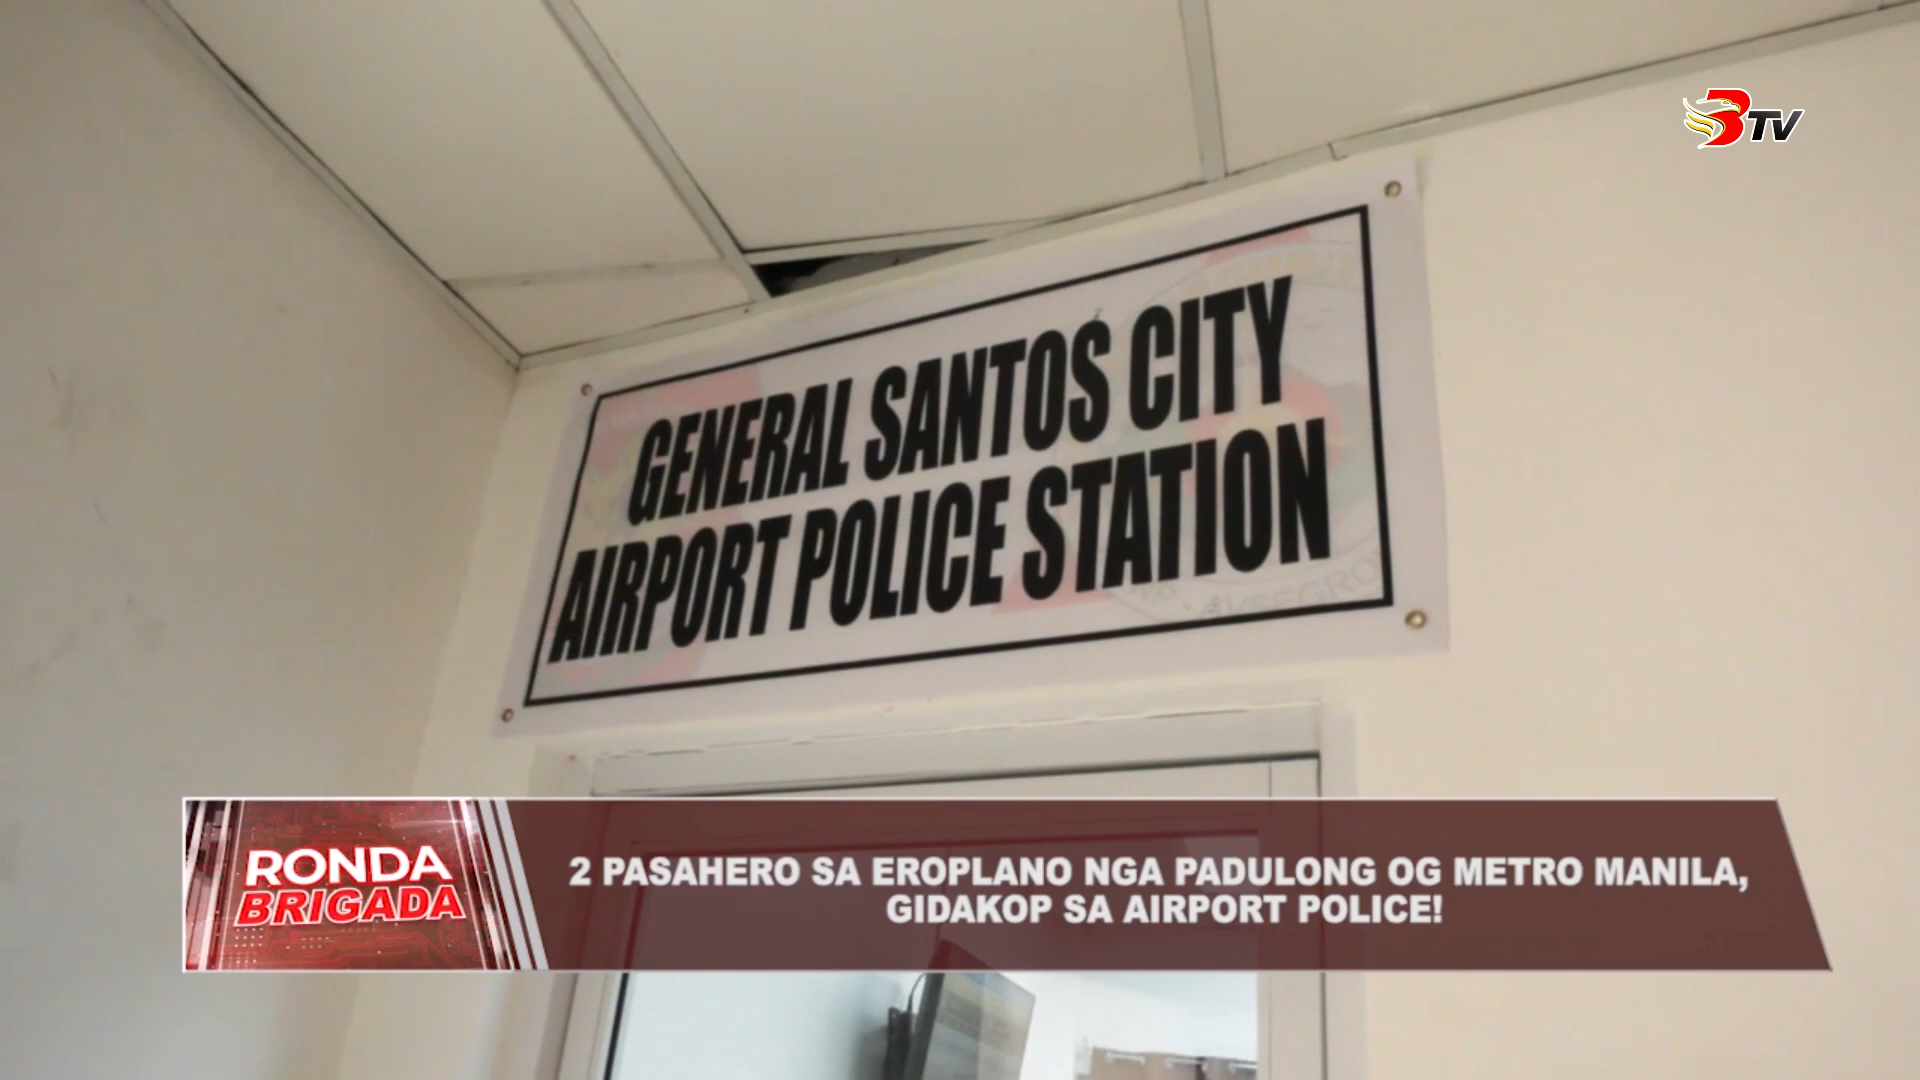 3TV
GENERAL SANTOS CITY
AIRPORT POLICE STATION
RONDA
BRIGADA
2 PASAHERO SA EROPLANO NGA PADULONG OG METRO MANILA,
GIDAKOP SA AIRPORT POLICE!